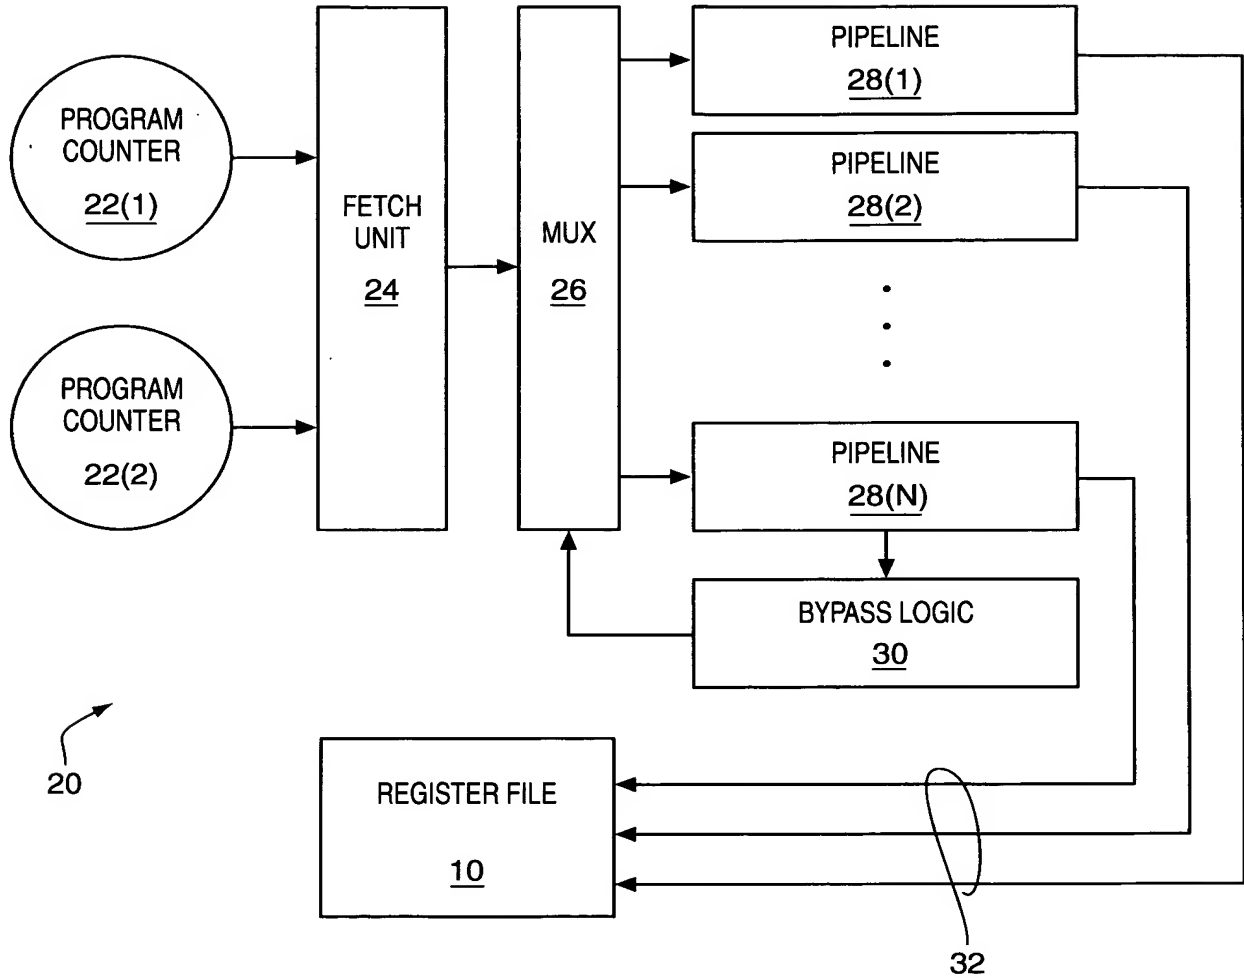 PROGRAM
COUNTER
22(1)
PROGRAM
COUNTER
22(2)
FETCH
UNIT
24
MUX
26
PIPELINE
28(1)
PIPELINE
28(2)
PIPELINE
28(N)
BYPASS LOGIC
30
REGISTER FILE
10
20
32